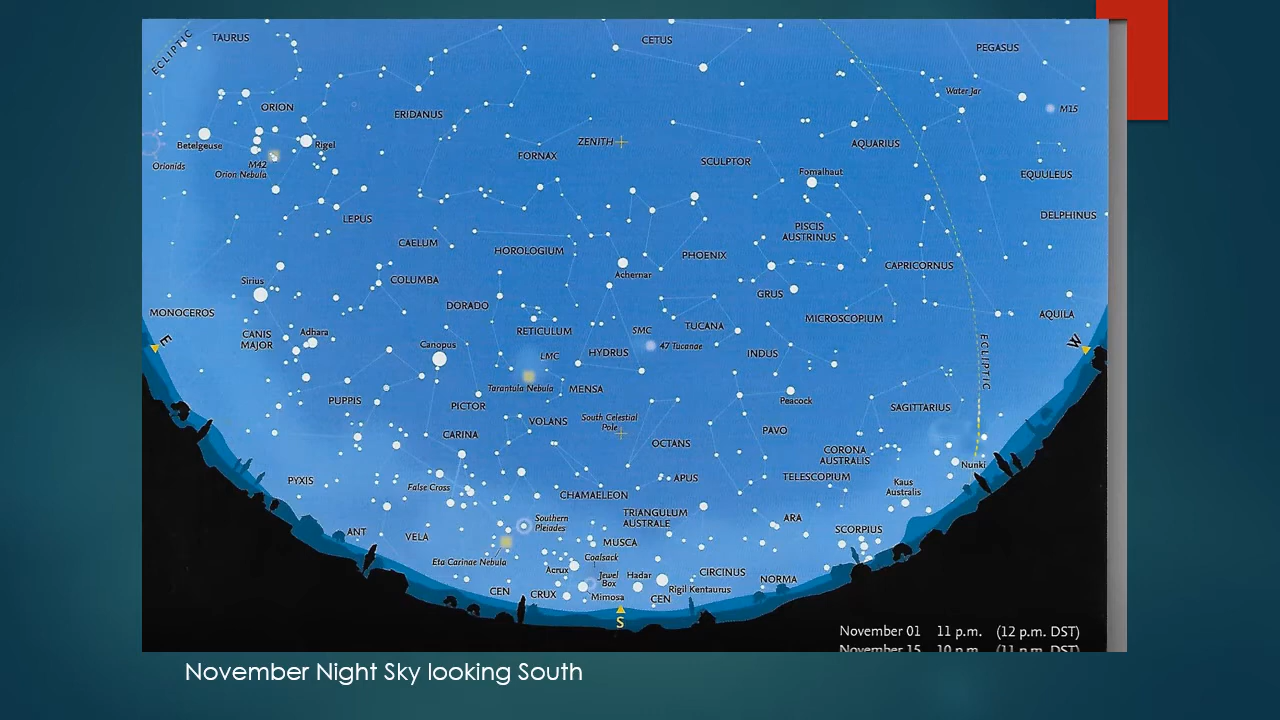 ECLIPTIC
TAURUS
CETUS
PEGASUS
Water Jar
M15
ORION
ERIDANUS
Betelgeuse
Rigel
ZENITH
AQUARIUS
Orionids
M42
Orion Nebula
FORNAX
SCULPTOR
Fomalhaut
EQUULEUS
LEPUS
DELPHINUS
PISCIS
AUSTRINUS
CAELUM
HOROLOGIUM
PHOENIX
CAPRICORNUS
Achernar
Sirius
COLUMBA
GRUS
DORADO
MONOCEROS
AQUILA
MICROSCOPIUM
CANIS
MAJOR
Adhara
RETICULUM
SMC
TUCANA
E
W
Canopus
LMC
HYDRUS
47 Tucanae
INDUS
ECLIPTIC
Tarantula Nebula
MENSA
PUPPIS
PICTOR
Peacock
SAGITTARIUS
VOLANS
South Celestial
Pole
CARINA
OCTANS
PAVO
CORONA
AUSTRALIS
Nunki
PYXIS
False Cross
APUS
TELESCOPIUM
Kaus
Australis
CHAMAELEON
Southern
Pleiades
TRIANGULUM
AUSTRALE
ARA
SCORPIUS
ANT
VELA
MUSCA
Eta Carinae Nebula
Coalsack
Acrux
Jewel
Box
Hadar
CIRCINUS
NORMA
Rigil Kentaurus
CEN
CRUX
Mimosa
CEN
S
November 01 11 p.m. (12 p.m. DST)
November 15 10 p.m. (11 p.m. DST)
November Night Sky looking South